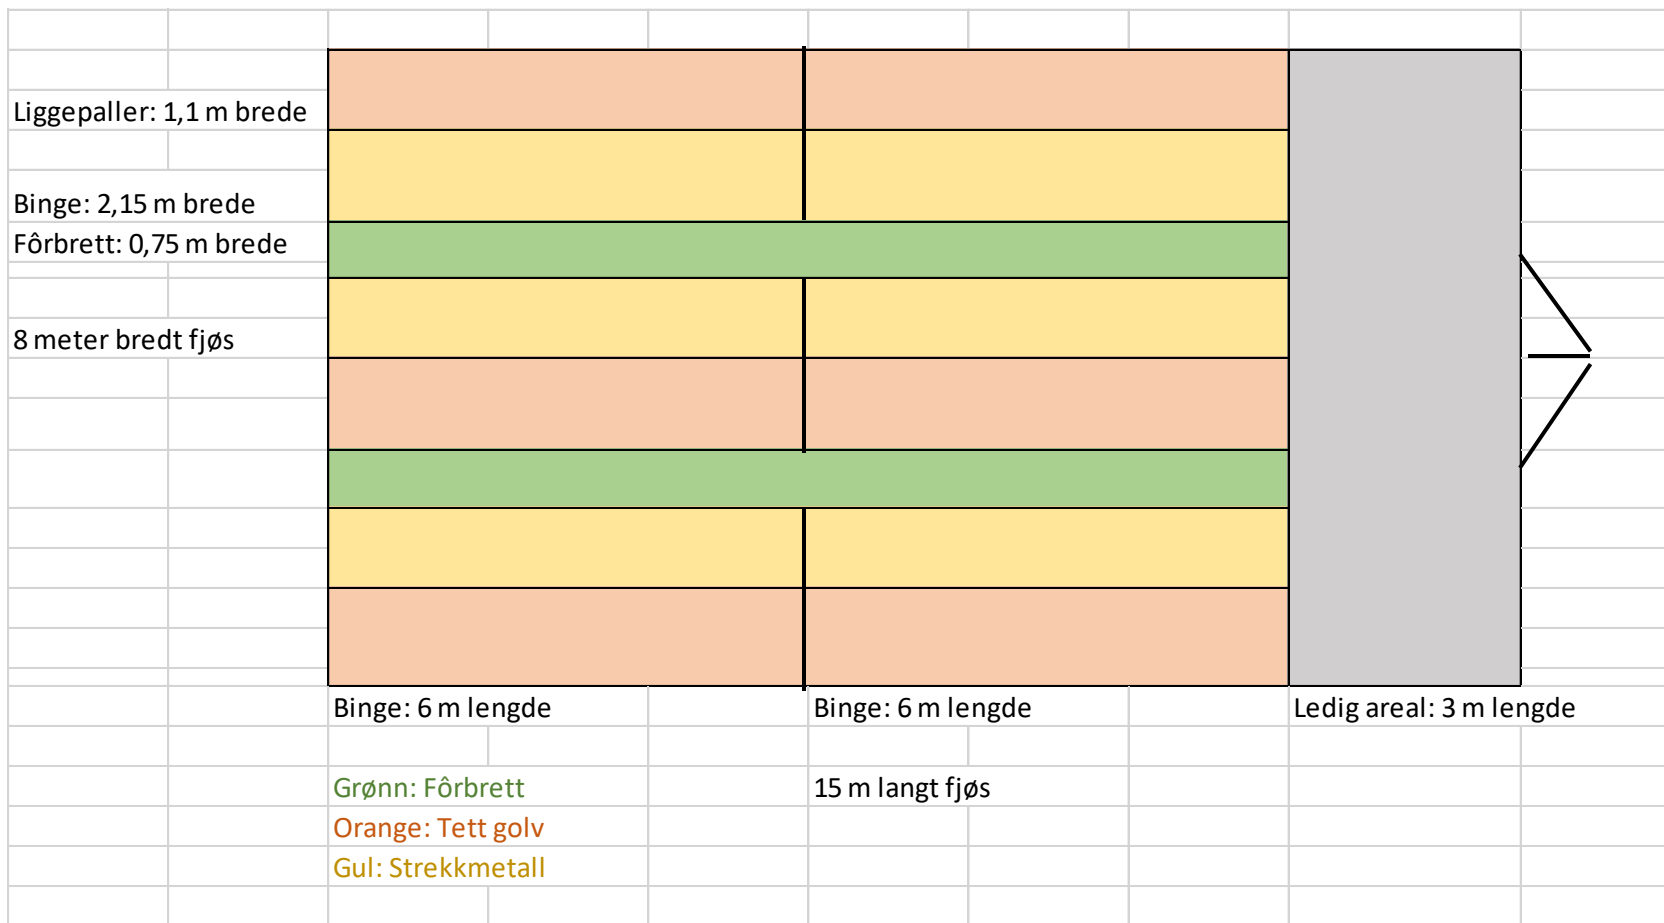 Liggepaller: 1,1 m brede
Binge: 2,15 m brede
Fôrbrett: 0,75 m brede
8 meter bredt fjøs
Binge: 6 m lengde
Binge: 6 m lengde
Ledig areal: 3 m lengde
Grønn: Fôrbrett
15 m langt fjøs
Orange: Tett golv
Gul: Strekkmetall